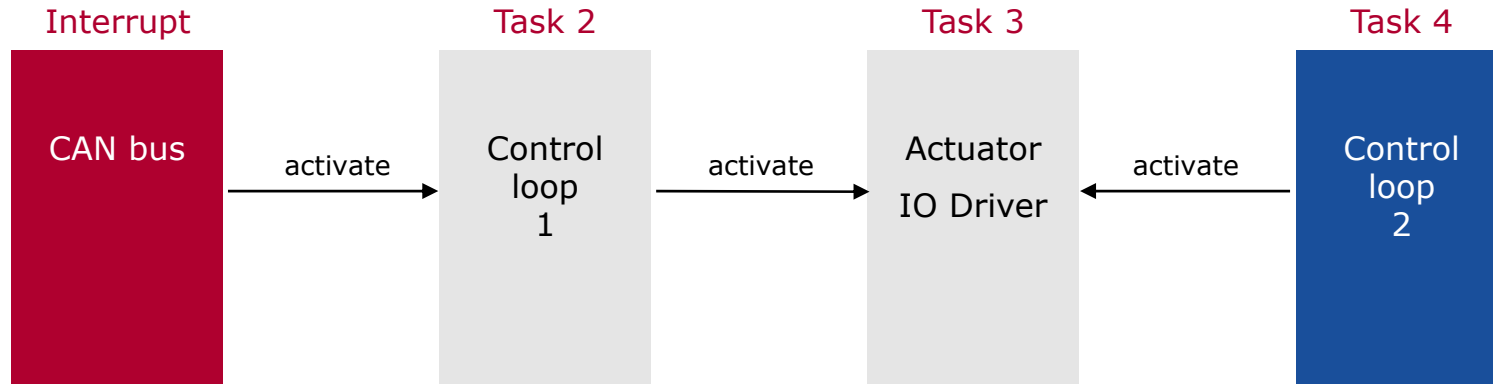 Interrupt
Task 2
Task 3
Task 4
CAN bus
activate
Control
loop
1
activate
Actuator
IO Driver
activate
Control
loop
2